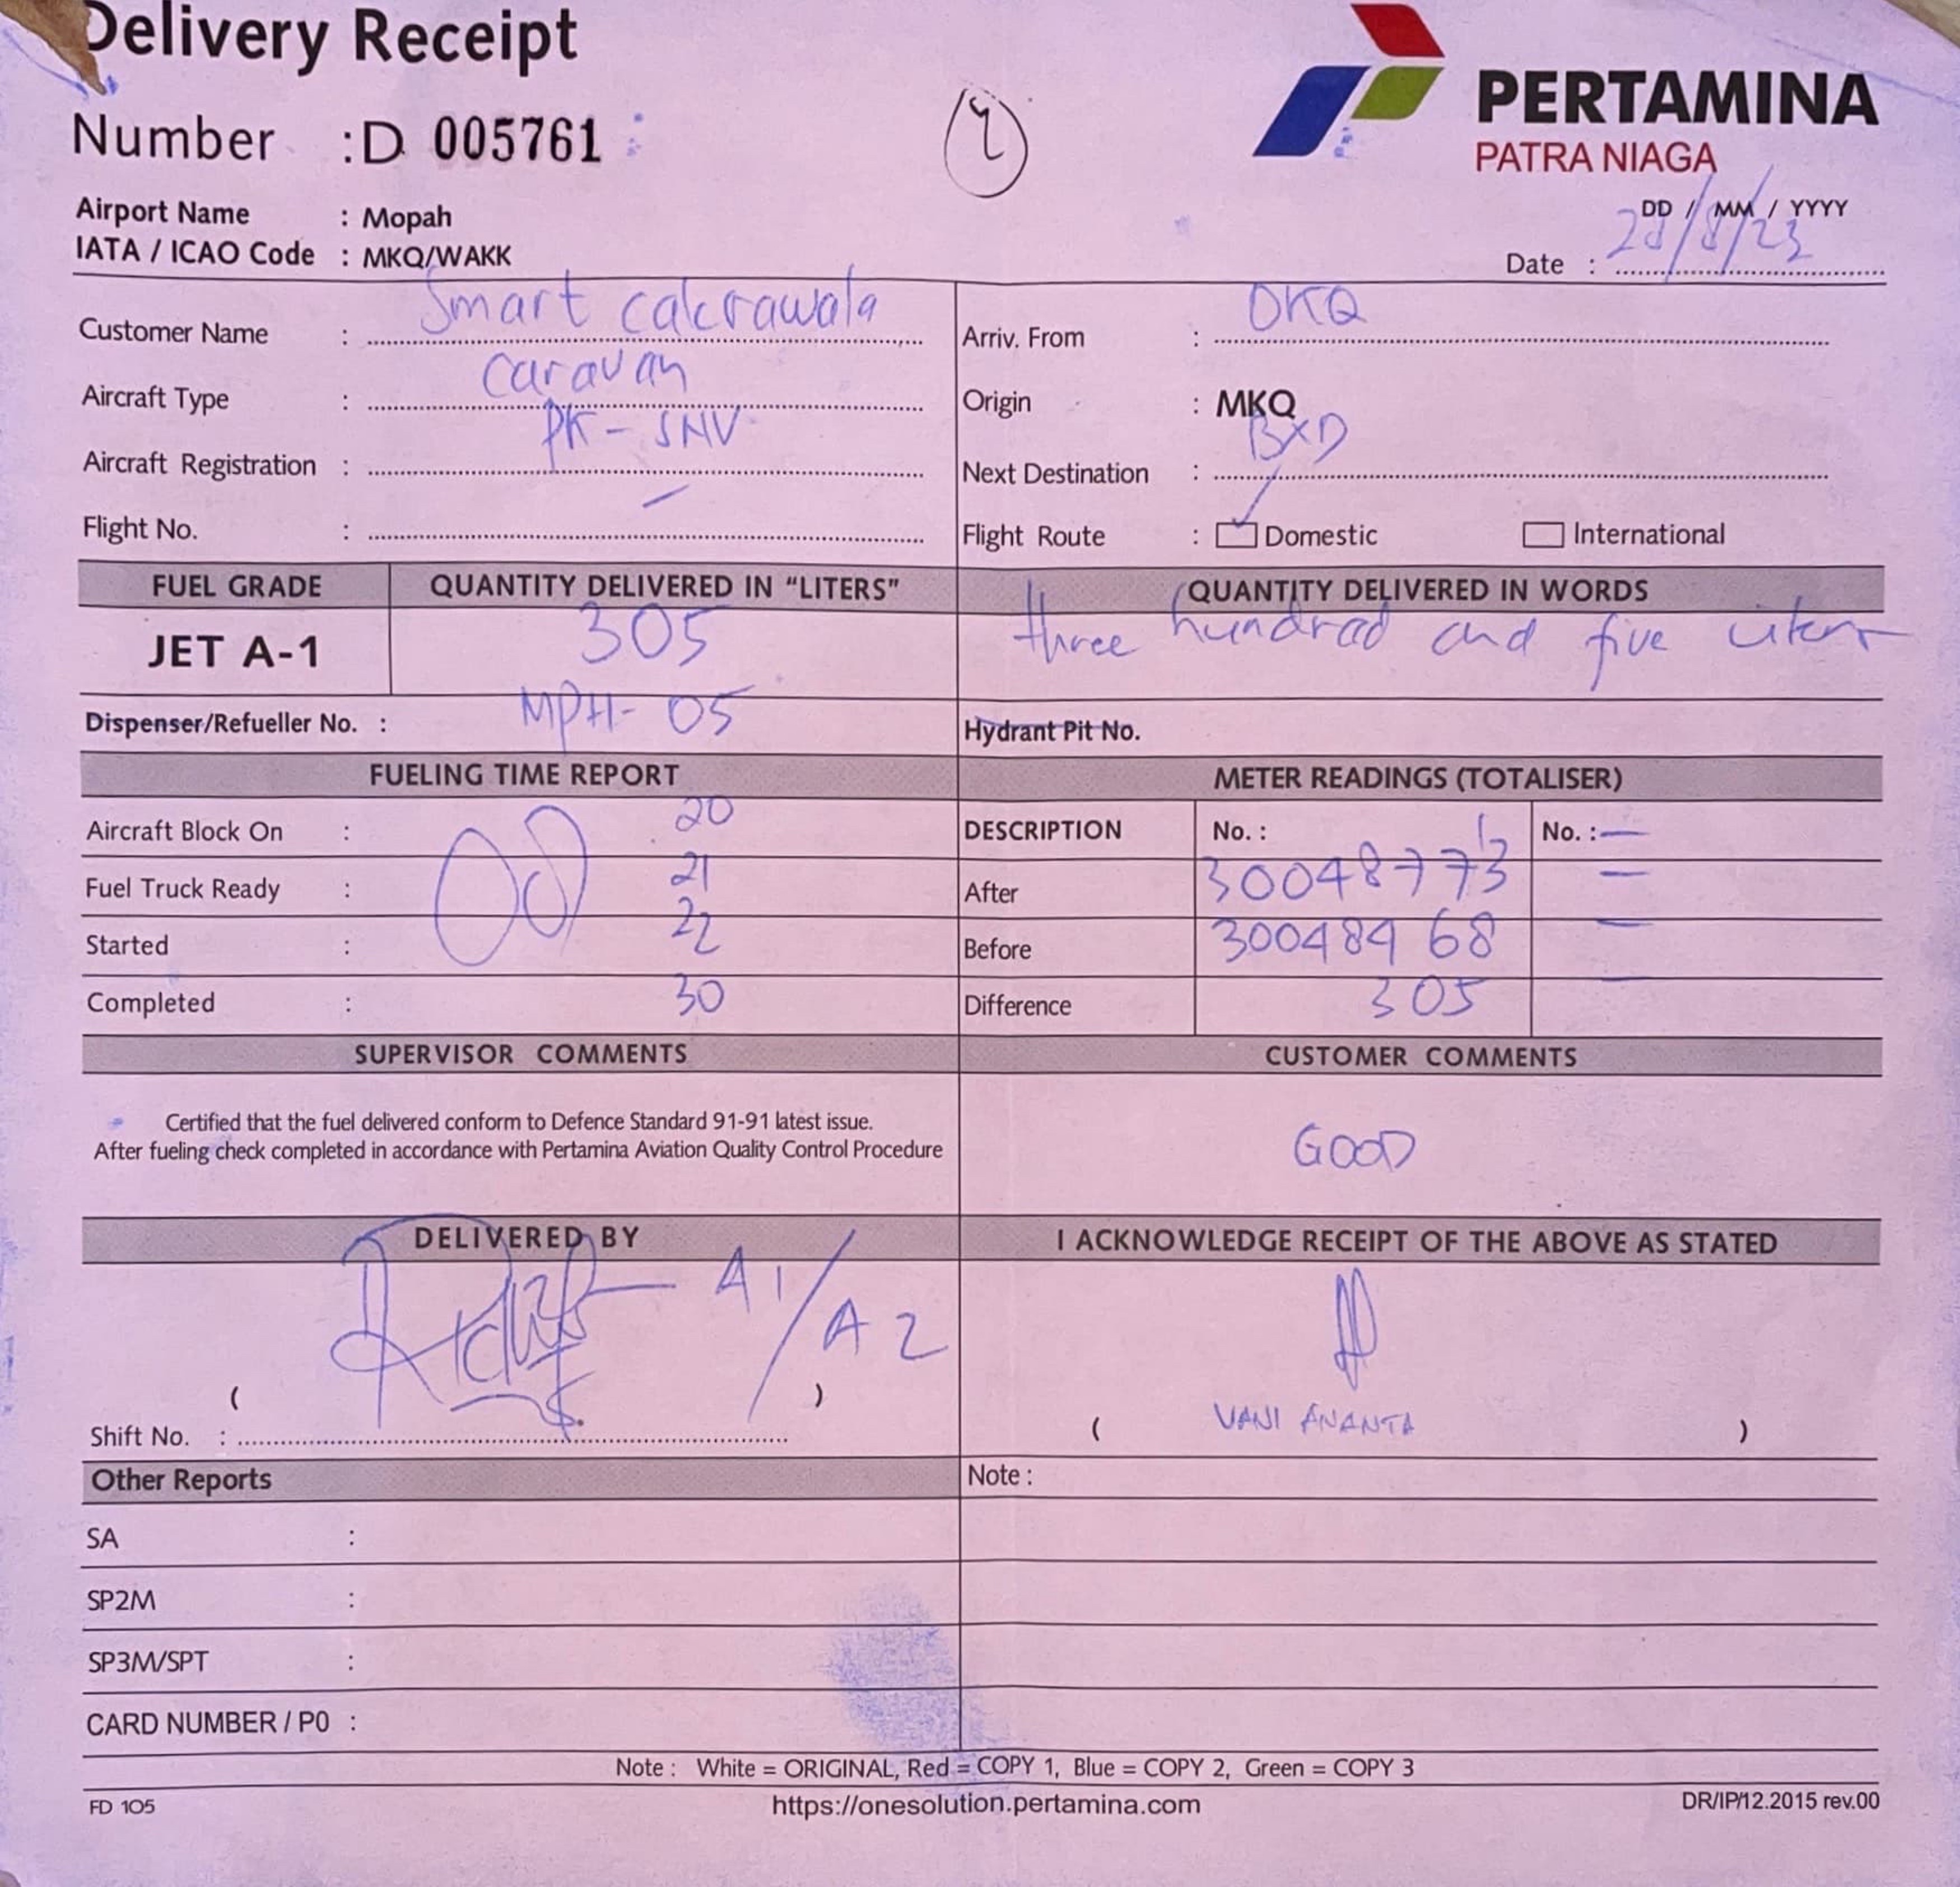 Delivery Receipt
Number : D 005761
PERTAMINA
PATRA NIAGA
Airport Name : Mopah
IATA / ICAO Code : MKQ/WAKK
DD / MM / YYYY
Date : 28/8/23
Customer Name : Smart cakrawala
Arriv. From : OKQ
Aircraft Type : Caravan
Origin : MKQ
Aircraft Registration : PK - SNV
Next Destination : BXD
Flight No. : -
Flight Route : Domestic International
FUEL GRADE QUANTITY DELIVERED IN "LITERS" QUANTITY DELIVERED IN WORDS
JET A-1 305 three hundrad and five liters
Dispenser/Refueller No. : MPH- 05 Hydrant Pit No.
FUELING TIME REPORT METER READINGS (TOTALISER)
Aircraft Block On : 20 DESCRIPTION No. : No. : -
Fuel Truck Ready : 21 After 30048773 -
Started : 22 Before 30048468 -
Completed : 30 Difference 305 -
SUPERVISOR COMMENTS CUSTOMER COMMENTS
Certified that the fuel delivered conform to Defence Standard 91-91 latest issue.
After fueling check completed in accordance with Pertamina Aviation Quality Control Procedure
GOOD
DELIVERED BY I ACKNOWLEDGE RECEIPT OF THE ABOVE AS STATED
A1/A2
( )
Shift No. :
( VANI ANANTA )
Other Reports Note :
SA :
SP2M :
SP3M/SPT :
CARD NUMBER / P0 :
Note : White = ORIGINAL, Red = COPY 1, Blue = COPY 2, Green = COPY 3
FD 105 https://onesolution.pertamina.com DR/IP/12.2015 rev.00